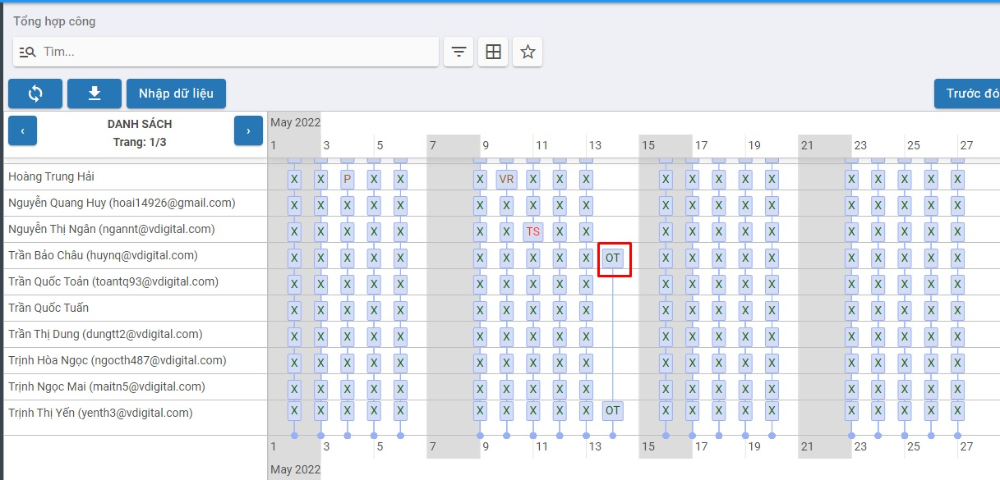 Tổng hợp công
Tìm...
Nhập dữ liệu Trước đó
‹ DANH SÁCH › May 2022
Trang: 1/3 1 3 5 7 9 11 13 15 17 19 21 23 25 27
Hoàng Trung Hải X X P X X X VR X X X X X X X X X X X X X
Nguyễn Quang Huy (hoai14926@gmail.com) X X X X X X X X X X X X X X X X X X X X
Nguyễn Thị Ngân (ngannt@vdigital.com) X X X X X X X TS X X X X X X X X X X X X
Trần Bảo Châu (huynq@vdigital.com) X X X X X X X X X X OT X X X X X X X X X X
Trần Quốc Toản (toantq93@vdigital.com) X X X X X X X X X X X X X X X X X X X X
Trần Quốc Tuấn X X X X X X X X X X X X X X X X X X X X
Trần Thị Dung (dungtt2@vdigital.com) X X X X X X X X X X X X X X X X X X X X
Trịnh Hòa Ngọc (ngocth487@vdigital.com) X X X X X X X X X X X X X X X X X X X X
Trịnh Ngọc Mai (maitn5@vdigital.com) X X X X X X X X X X X X X X X X X X X X
Trịnh Thị Yến (yenth3@vdigital.com) X X X X X X X X X X OT X X X X X X X X X X
1 3 5 7 9 11 13 15 17 19 21 23 25 27
May 2022